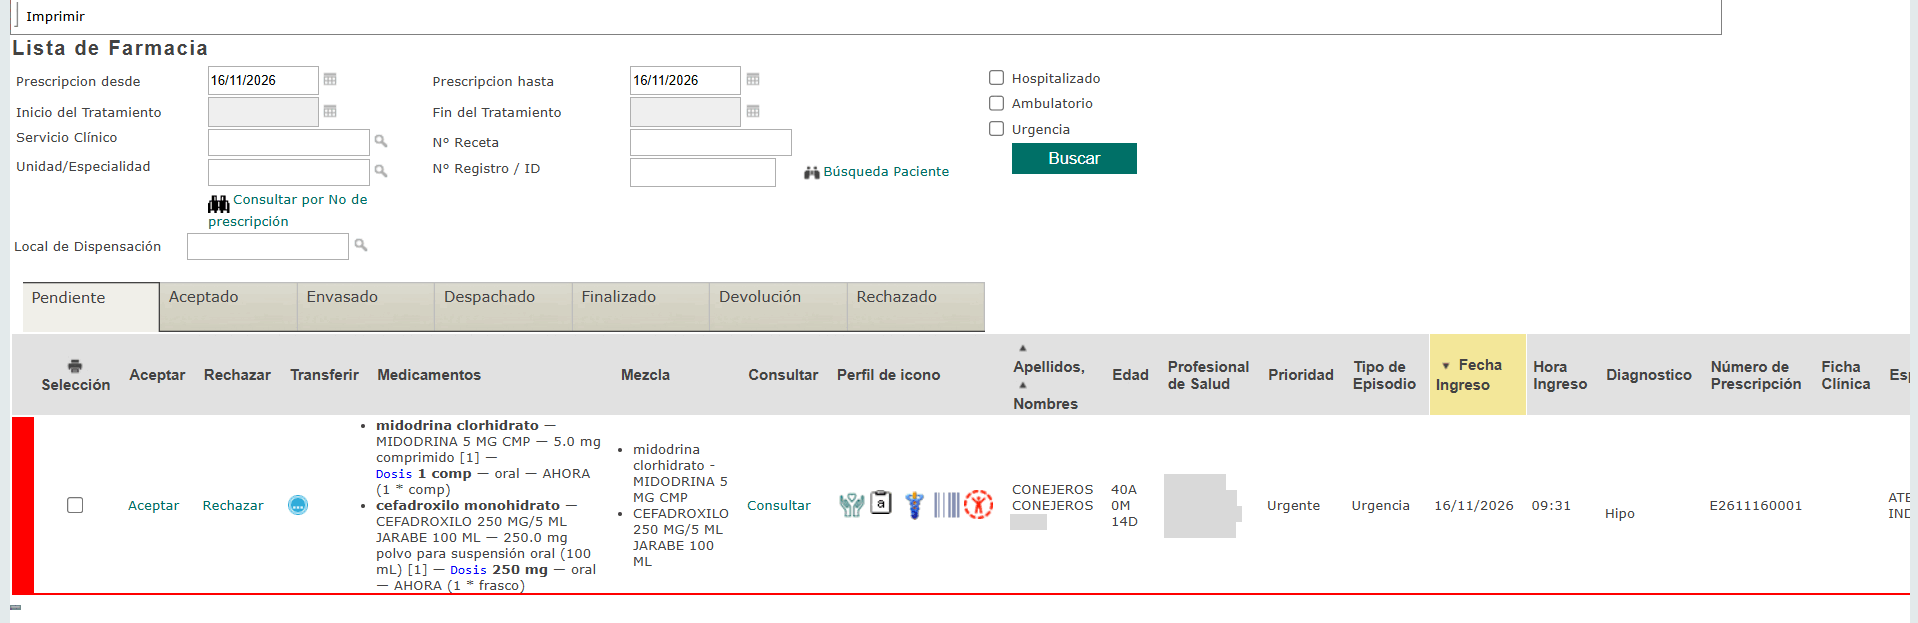 Imprimir
Lista de Farmacia
Prescripcion desde 16/11/2026 Prescripcion hasta 16/11/2026 Hospitalizado
Inicio del Tratamiento Fin del Tratamiento Ambulatorio
Servicio Clínico Nº Receta Urgencia
Unidad/Especialidad Nº Registro / ID Búsqueda Paciente Buscar
Consultar por No de
prescripción
Local de Dispensación
Pendiente Aceptado Envasado Despachado Finalizado Devolución Rechazado
Selección
Aceptar
Rechazar
Transferir
Medicamentos
Mezcla
Consultar
Perfil de icono
Apellidos,
Nombres
Edad
Profesional
de Salud
Prioridad
Tipo de
Episodio
Fecha
Ingreso
Hora
Ingreso
Diagnostico
Número de
Prescripción
Ficha
Clínica
Esp
Aceptar
Rechazar
midodrina clorhidrato —
MIDODRINA 5 MG CMP — 5.0 mg
comprimido [1] —
Dosis 1 comp — oral — AHORA
(1 * comp)
cefadroxilo monohidrato —
CEFADROXILO 250 MG/5 ML
JARABE 100 ML — 250.0 mg
polvo para suspensión oral (100
mL) [1] — Dosis 250 mg — oral
— AHORA (1 * frasco)
midodrina
clorhidrato -
MIDODRINA 5
MG CMP
CEFADROXILO
250 MG/5 ML
JARABE 100
ML
Consultar
a
CONEJEROS
CONEJEROS
40A
0M
14D
Urgente
Urgencia
16/11/2026
09:31
Hipo
E2611160001
ATE
IND